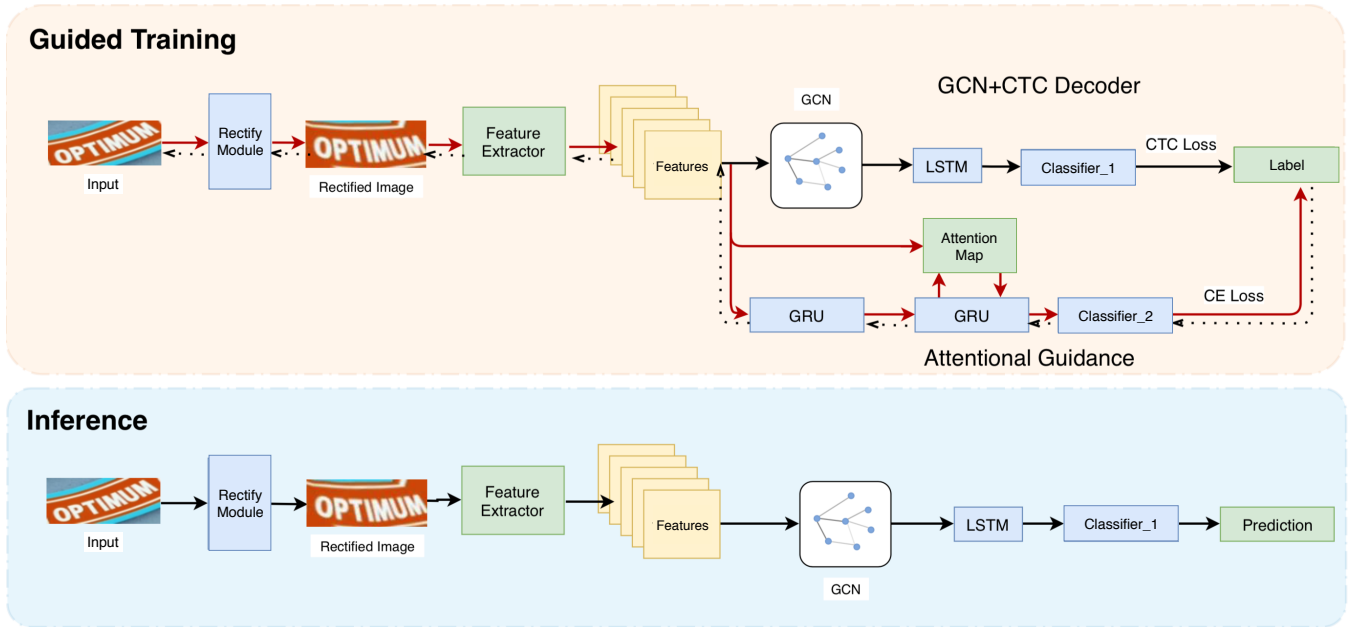 Guided Training
GCN+CTC Decoder
GCN
OPTIMUM
Input
Rectify
Module
OPTIMUM
Rectified Image
Feature
Extractor
Features
LSTM
Classifier_1
CTC Loss
Label
Attention
Map
GRU
GRU
Classifier_2
CE Loss
Attentional Guidance
Inference
OPTIMUM
Input
Rectify
Module
OPTIMUM
Rectified Image
Feature
Extractor
Features
GCN
LSTM
Classifier_1
Prediction